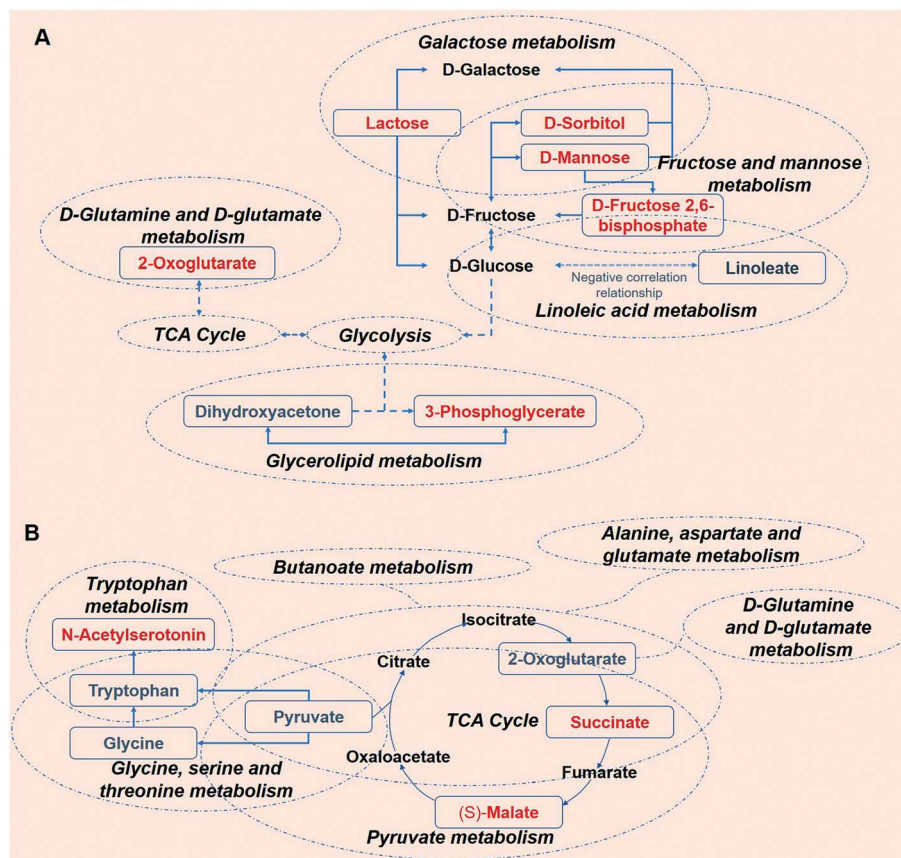 A
Galactose metabolism
D-Galactose
Lactose
D-Sorbitol
D-Mannose
Fructose and mannose
metabolism
D-Glutamine and D-glutamate
metabolism
2-Oxoglutarate
D-Fructose
D-Fructose 2,6-
bisphosphate
D-Glucose
Negative correlation
relationship
Linoleate
Linoleic acid metabolism
TCA Cycle
Glycolysis
Dihydroxyacetone
3-Phosphoglycerate
Glycerolipid metabolism
B
Alanine, aspartate and
glutamate metabolism
Butanoate metabolism
Tryptophan
metabolism
N-Acetylserotonin
D-Glutamine
and D-glutamate
metabolism
Isocitrate
Citrate
2-Oxoglutarate
Tryptophan
Pyruvate
TCA Cycle
Succinate
Glycine
Oxaloacetate
Glycine, serine and
threonine metabolism
Fumarate
(S)-Malate
Pyruvate metabolism